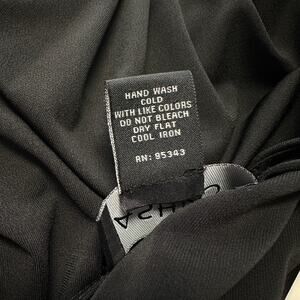 HAND WASH
COLD
WITH LIKE COLORS
DO NOT BLEACH
DRY FLAT
COOL IRON
RN: 95343